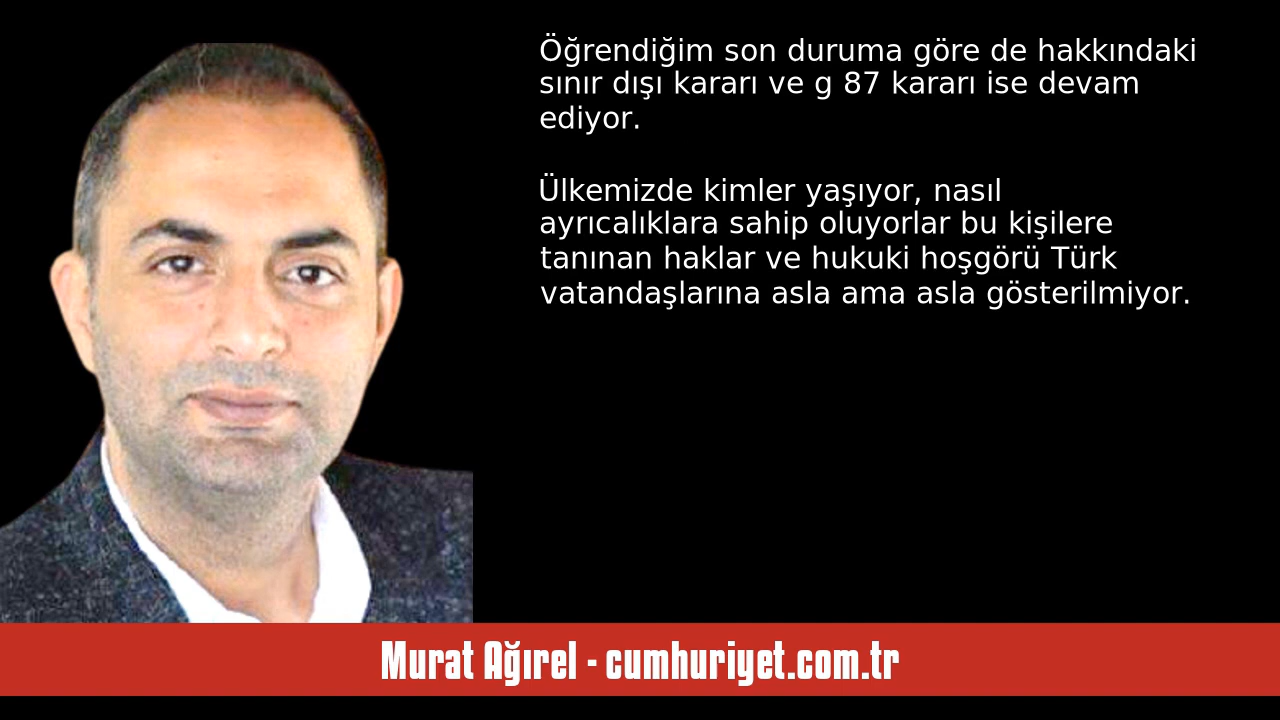 Öğrendiğim son duruma göre de hakkındaki
sınır dışı kararı ve g 87 kararı ise devam
ediyor.
Ülkemizde kimler yaşıyor, nasıl
ayrıcalıklara sahip oluyorlar bu kişilere
tanınan haklar ve hukuki hoşgörü Türk
vatandaşlarına asla ama asla gösterilmiyor.
Murat Ağırel - cumhuriyet.com.tr